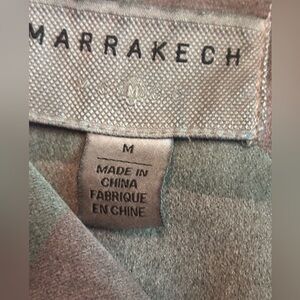 MARRAKECH
M
MADE IN
CHINA
FABRIQUE
EN CHINE